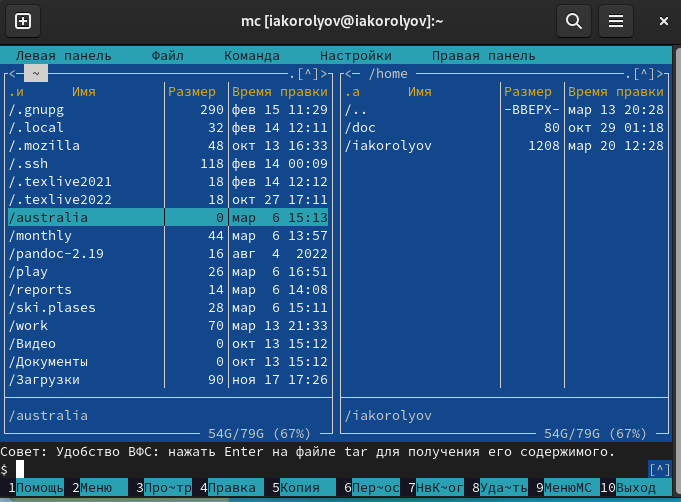 mc [iakorolyov@iakorolyov]:~
Левая панель Файл Команда Настройки Правая панель
<─ ~ .[^]> <─ /home .[^]>
.и Имя Размер Время правки .а Имя Размер Время правки
/.gnupg 290 фев 15 11:29 /.. -ВВЕРХ- мар 13 20:28
/.local 32 фев 14 12:11 /doc 80 окт 29 01:18
/.mozilla 48 окт 13 16:33 /iakorolyov 1208 мар 20 12:28
/.ssh 118 фев 14 00:09
/.texlive2021 18 фев 14 12:12
/.texlive2022 18 окт 27 17:11
/australia 0 мар 6 15:13
/monthly 44 мар 6 13:57
/pandoc-2.19 16 авг 4 2022
/play 26 мар 6 16:51
/reports 14 мар 6 14:08
/ski.plases 28 мар 6 15:11
/work 70 мар 13 21:33
/Видео 0 окт 13 15:12
/Документы 0 окт 13 15:12
/Загрузки 90 ноя 17 17:26
/australia /iakorolyov
54G/79G (67%) 54G/79G (67%)
Совет: Удобство ВФС: нажать Enter на файле tar для получения его содержимого.
$ [^]
1Помощь 2Меню 3Про~тр 4Правка 5Копия 6Пер~ос 7НвК~ог 8Уда~ть 9МенюМС 10Выход